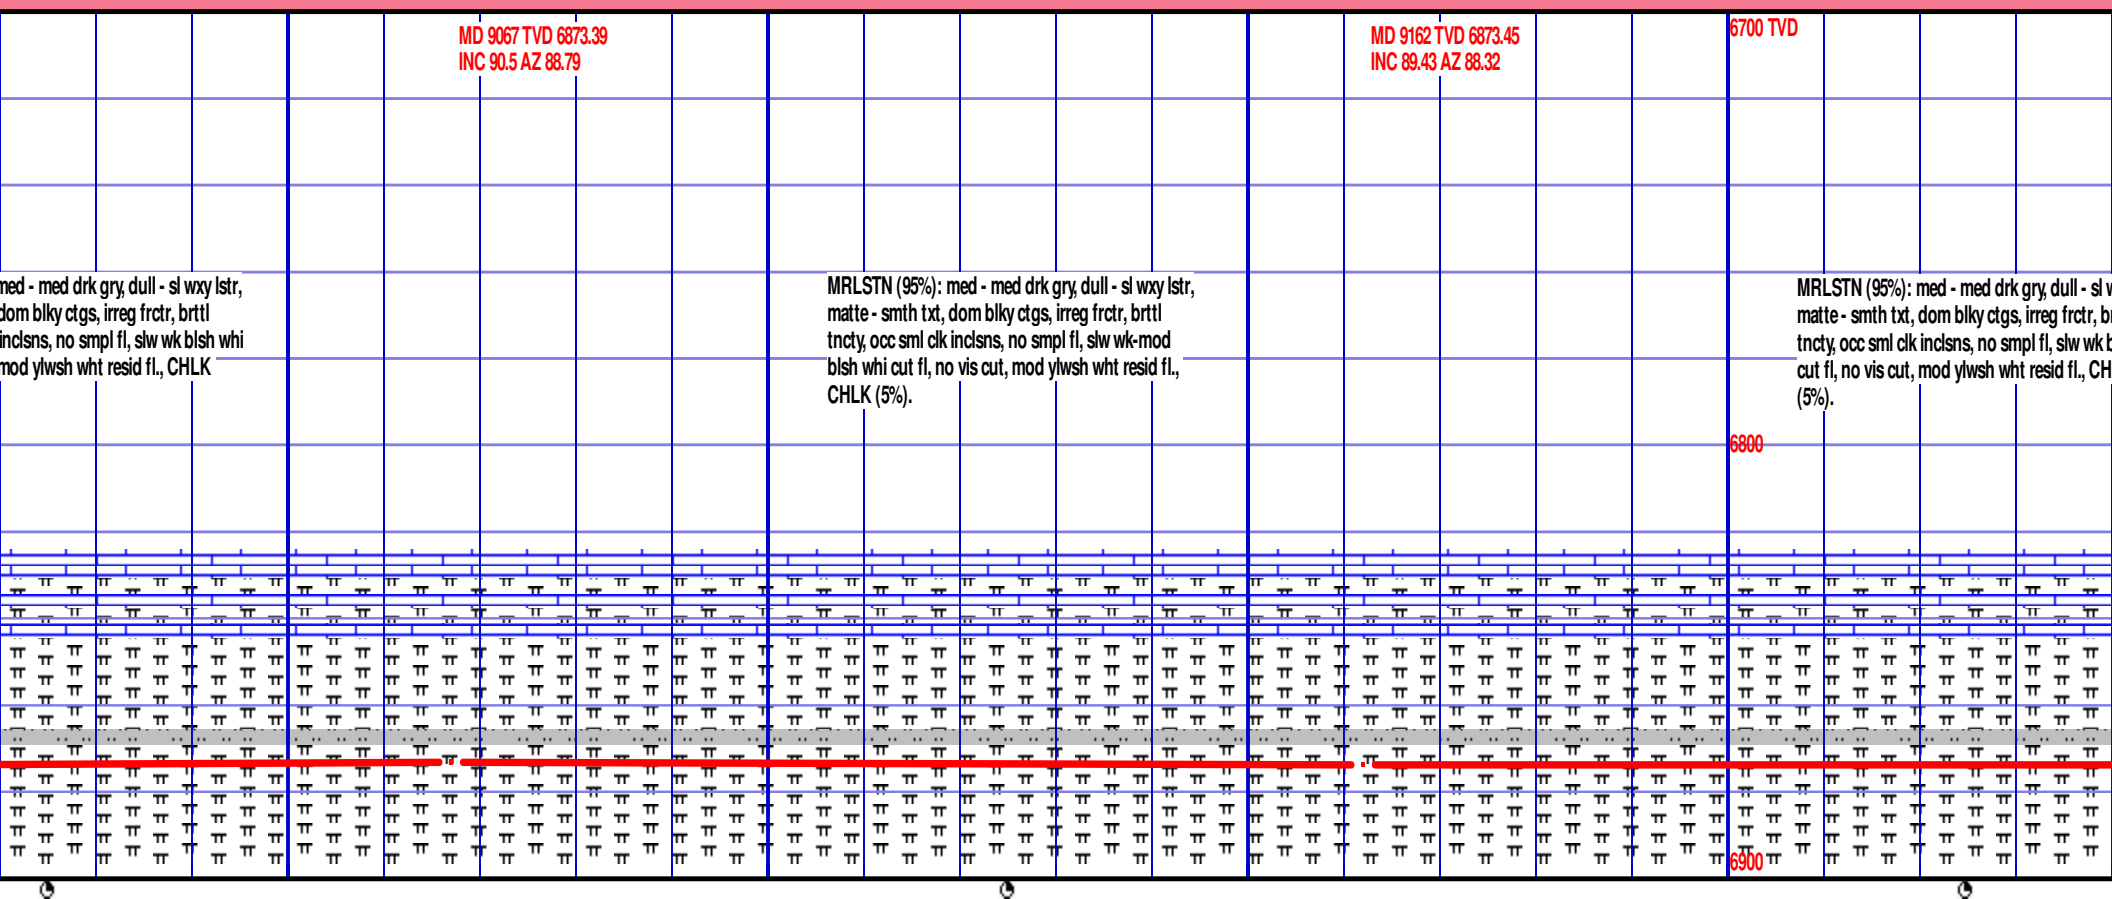 MD 9067 TVD 6873.39
INC 90.5 AZ 88.79
MD 9162 TVD 6873.45
INC 89.43 AZ 88.32
6700 TVD
med - med drk gry, dull - sl wxy lstr,
dom blky ctgs, irreg frctr, brttl
inclsns, no smpl fl, slw wk blsh whi
mod ylwsh wht resid fl., CHLK
MRLSTN (95%): med - med drk gry, dull - sl wxy lstr,
matte - smth txt, dom blky ctgs, irreg frctr, brttl
tncty, occ sml clk inclsns, no smpl fl, slw wk-mod
blsh whi cut fl, no vis cut, mod ylwsh wht resid fl.,
CHLK (5%).
MRLSTN (95%): med - med drk gry, dull - sl
matte - smth txt, dom blky ctgs, irreg frctr,
tncty, occ sml clk inclsns, no smpl fl, slw wk
cut fl, no vis cut, mod ylwsh wht resid fl., CH
(5%).
6800
6900